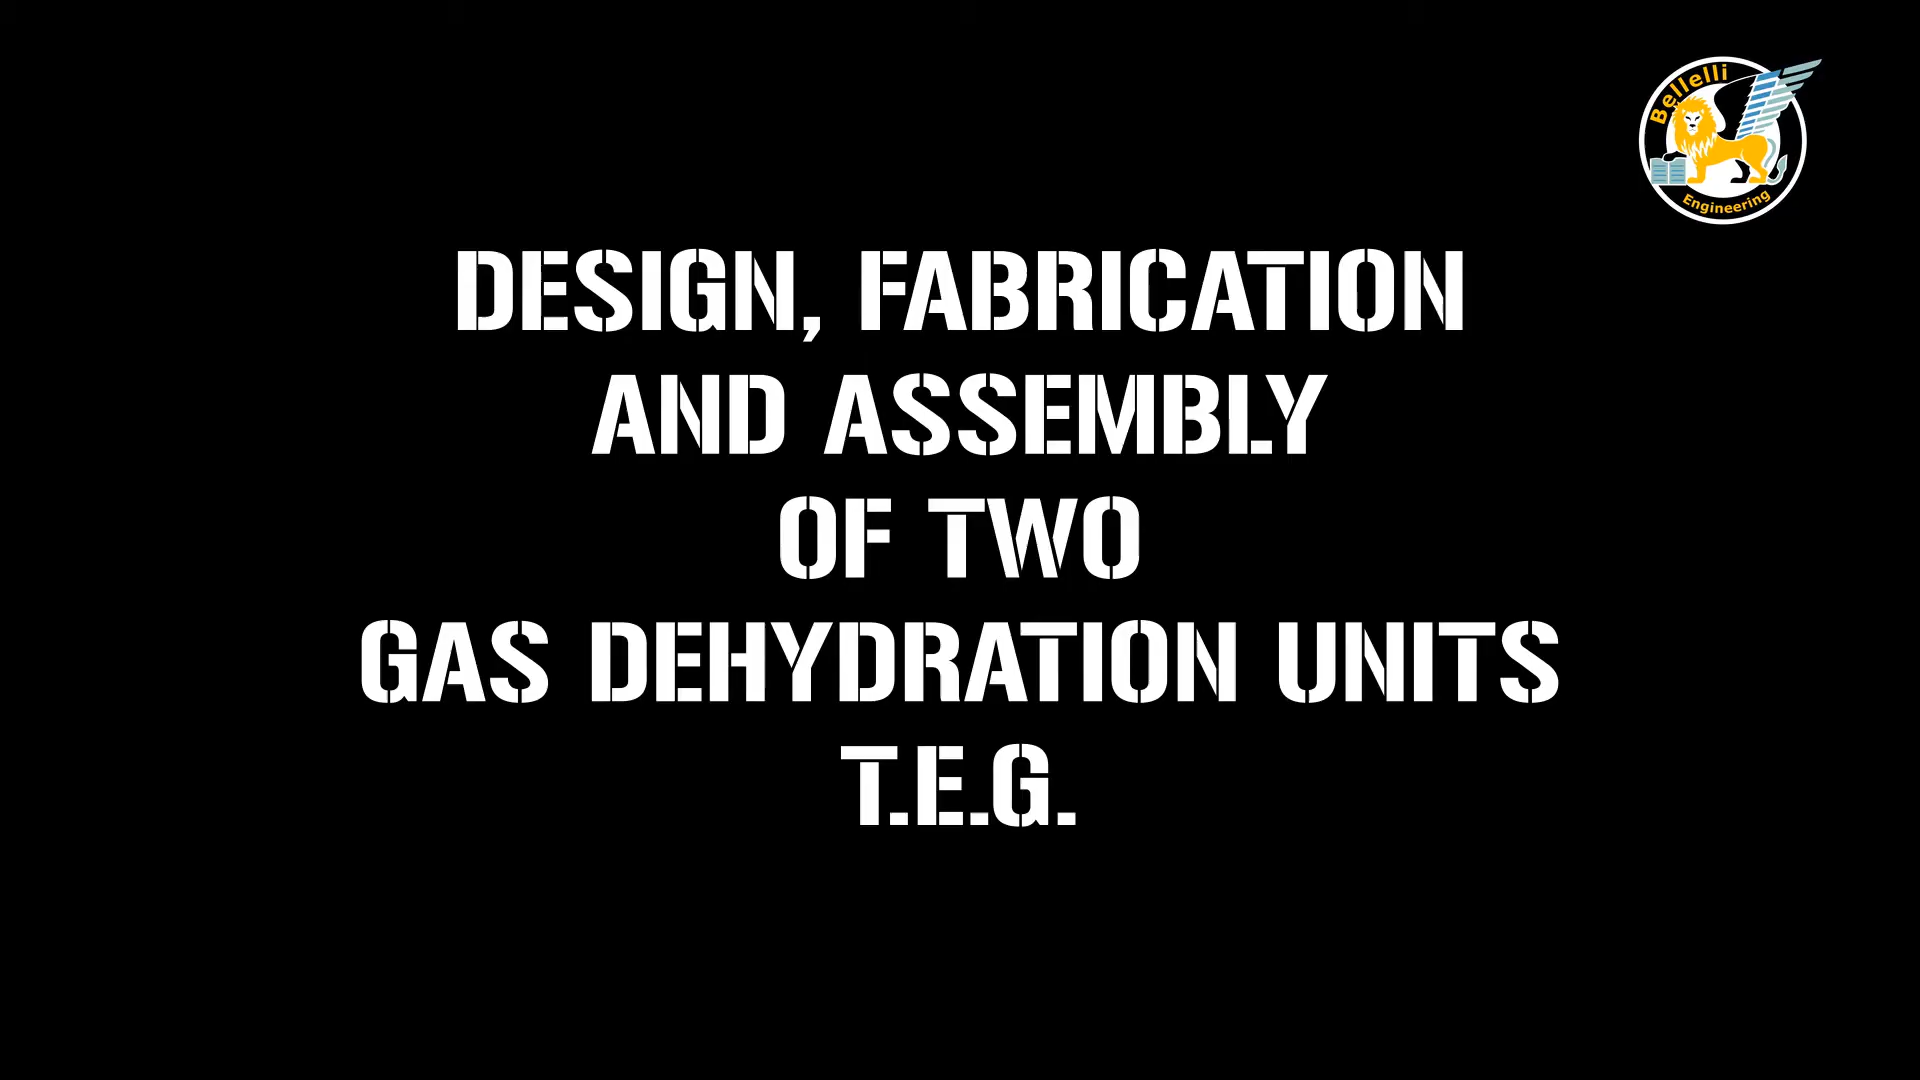 Bellelli
Engineering
DESIGN, FABRICATION
AND ASSEMBLY
OF TWO
GAS DEHYDRATION UNITS
T.E.G.